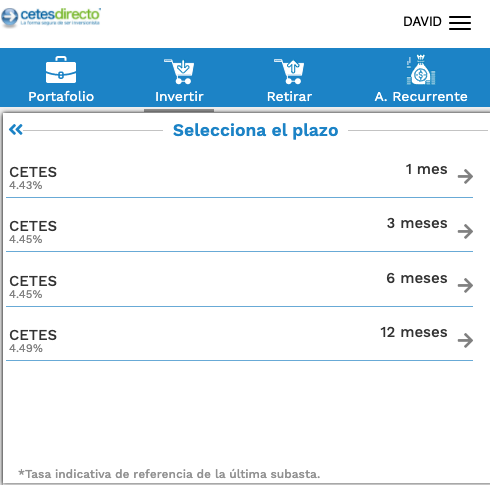 cetesdirecto
La forma segura de ser inversionista
DAVID
Portafolio Invertir Retirar A. Recurrente
Selecciona el plazo
CETES 1 mes
4.43%
CETES 3 meses
4.45%
CETES 6 meses
4.45%
CETES 12 meses
4.49%
*Tasa indicativa de referencia de la última subasta.